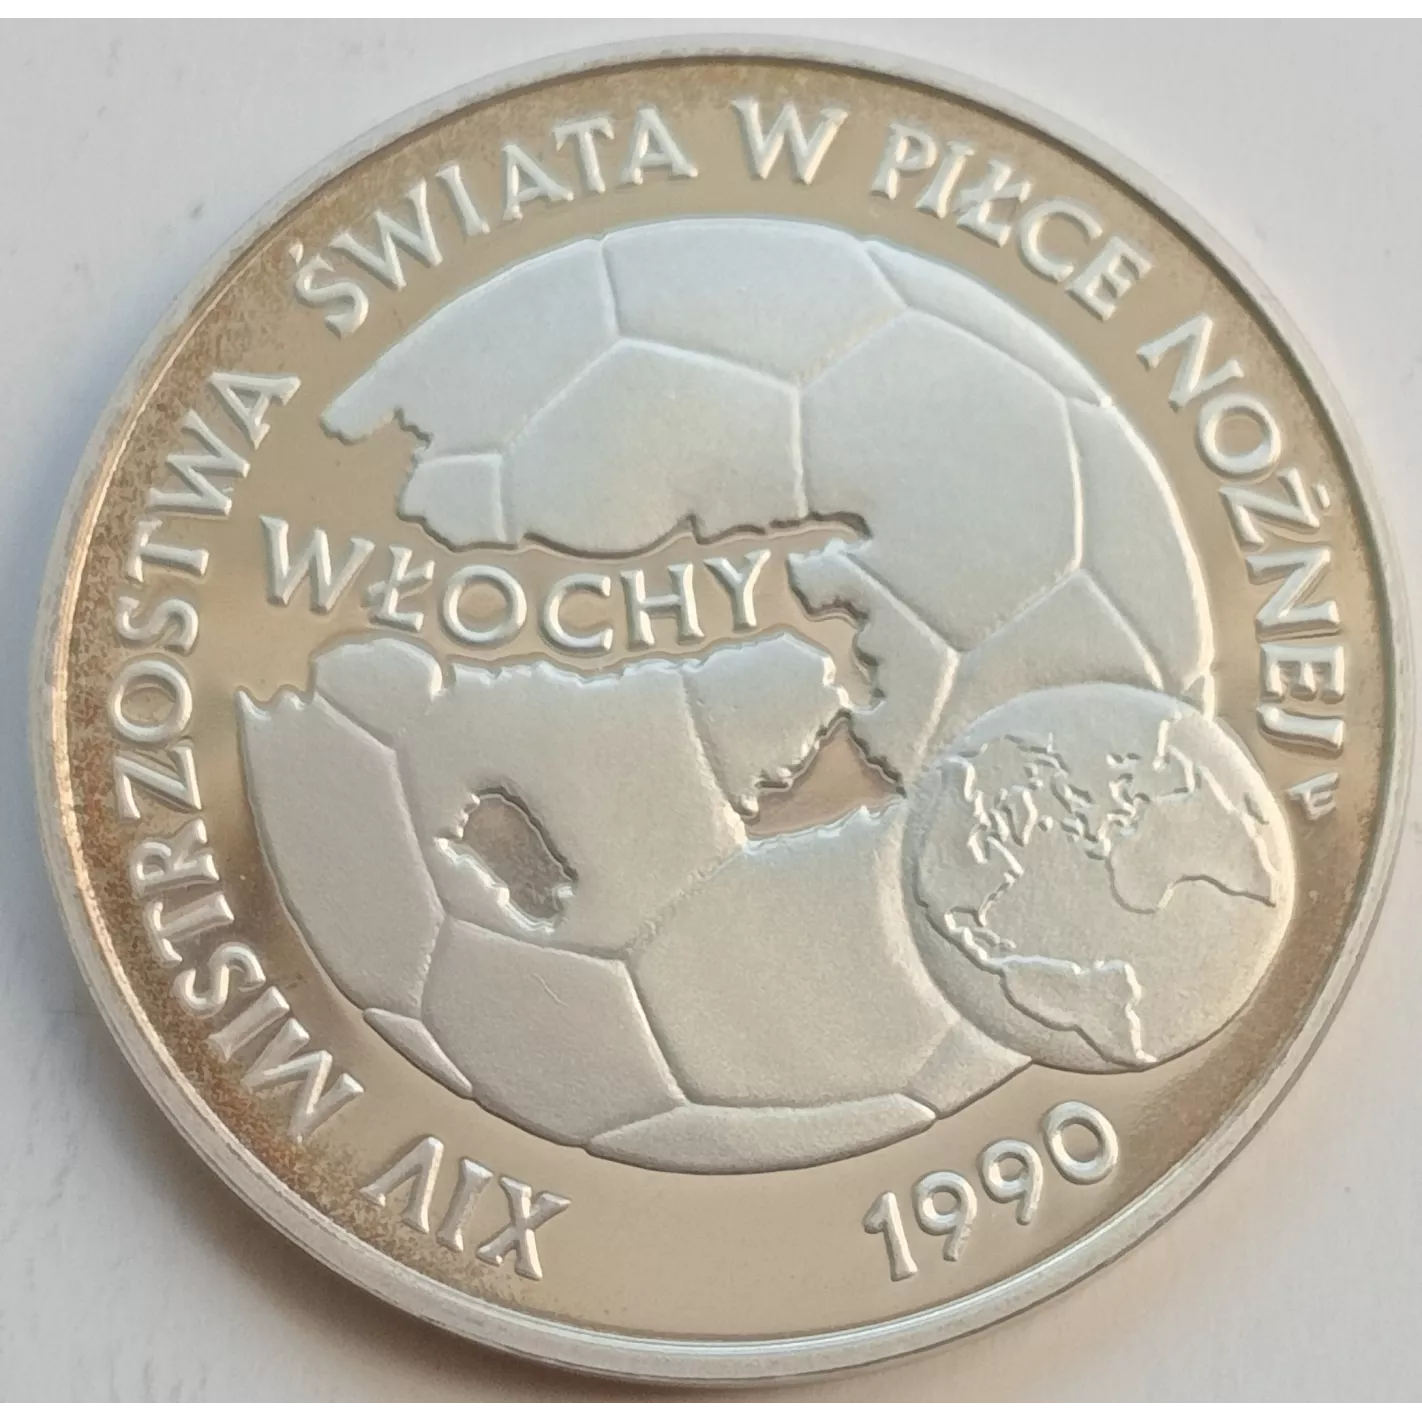 XIV MISTRZOSTWA ŚWIATA W PIŁCE NOŻNEJ
WŁOCHY
1990